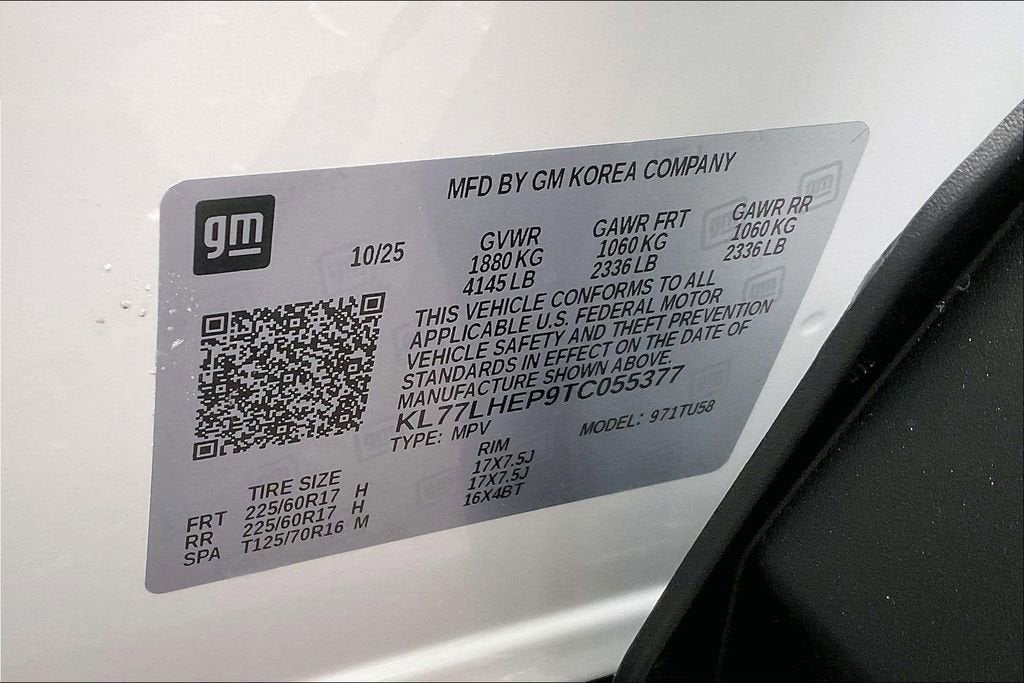 gm
MFD BY GM KOREA COMPANY
10/25
GVWR GAWR FRT GAWR RR
1880 KG 1060 KG 1060 KG
4145 LB 2336 LB 2336 LB
THIS VEHICLE CONFORMS TO ALL
APPLICABLE U.S. FEDERAL MOTOR
VEHICLE SAFETY AND THEFT PREVENTION
STANDARDS IN EFFECT ON THE DATE OF
MANUFACTURE SHOWN ABOVE.
KL77LHEP9TC055377
TYPE: MPV MODEL: 971TU58
TIRE SIZE RIM
FRT 225/60R17 H 17X7.5J
RR 225/60R17 H 17X7.5J
SPA T125/70R16 M 16X4BT